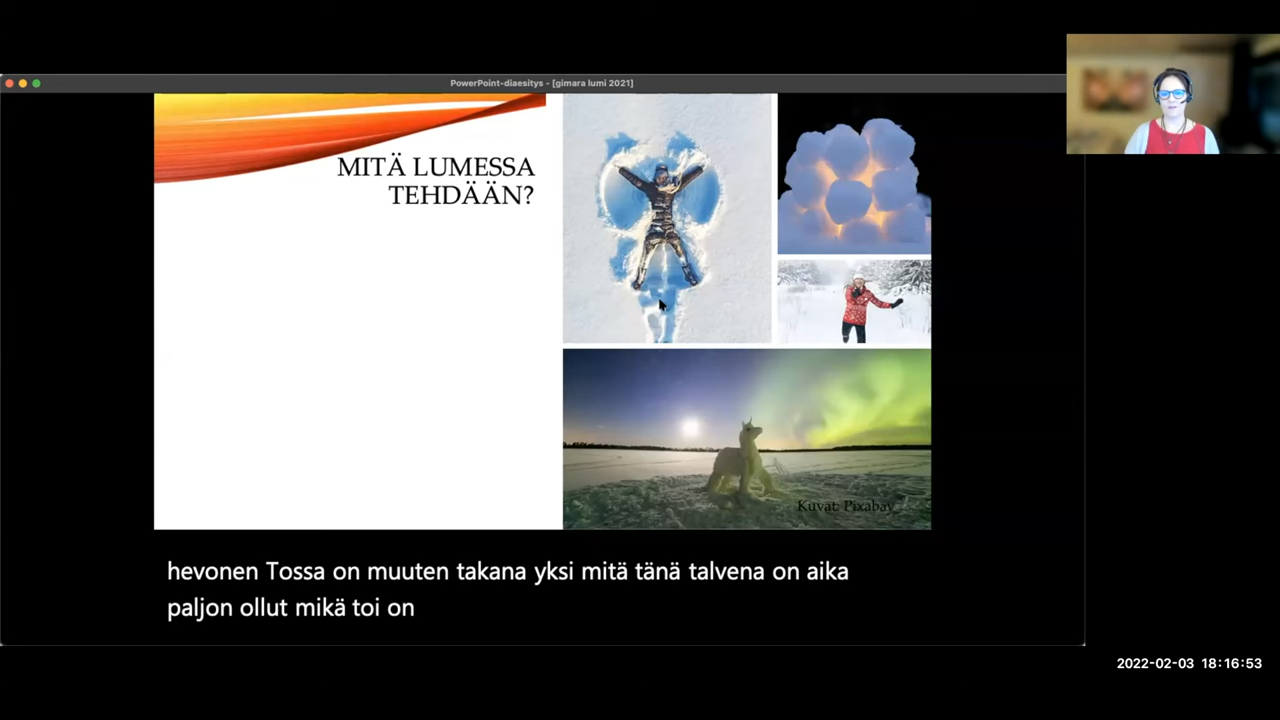 PowerPoint-diaesitys - [gimara lumi 2021]
MITÄ LUMESSA
TEHDÄÄN?
Kuvat: Pixabay
hevonen Tossa on muuten takana yksi mitä tänä talvena on aika
paljon ollut mikä toi on
2022-02-03 18:16:53